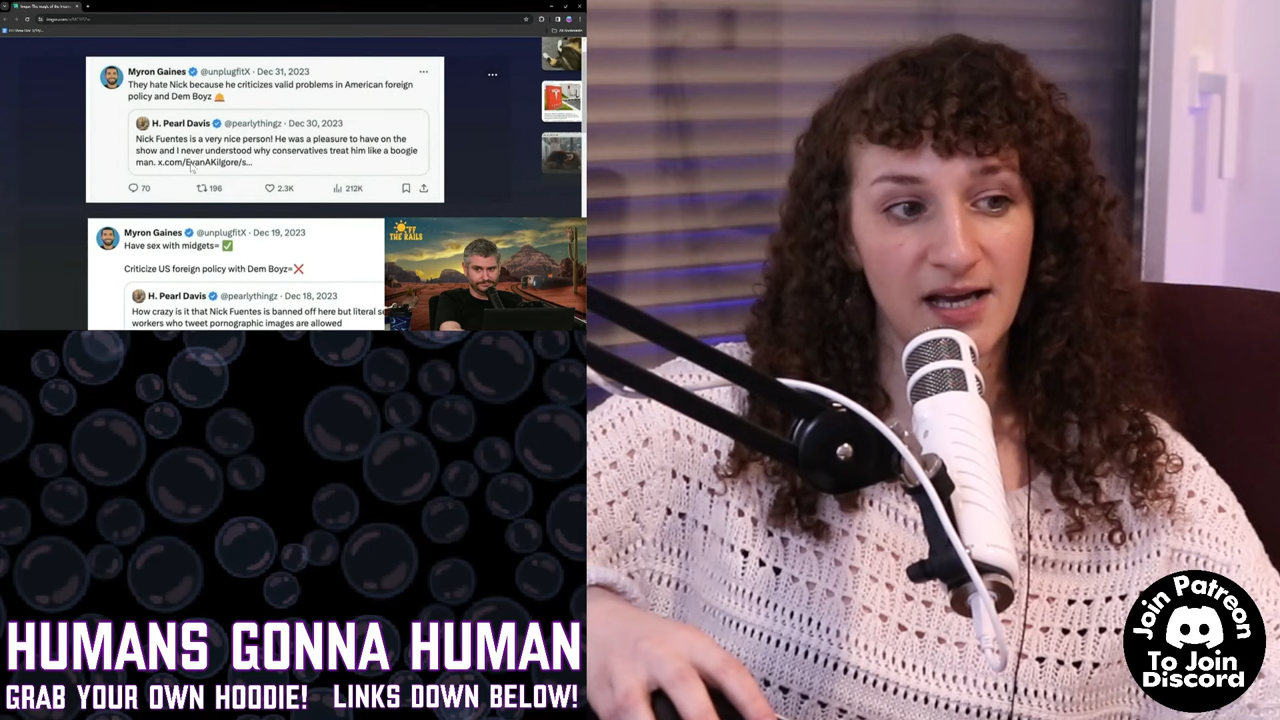 Myron Gaines @unplugfitX · Dec 31, 2023
They hate Nick because he criticizes valid problems in American foreign
policy and Dem Boyz
H. Pearl Davis @pearlythingz · Dec 30, 2023
Nick Fuentes is a very nice person! He was a pleasure to have on the
show and I never understood why conservatives treat him like a boogie
man. x.com/EvanAKilgore/s...
70 196 2.3K 212K
Myron Gaines @unplugfitX · Dec 19, 2023
Have sex with midgets= ✅
Criticize US foreign policy with Dem Boyz=❌
H. Pearl Davis @pearlythingz · Dec 18, 2023
How crazy is it that Nick Fuentes is banned off here but literal
workers who tweet pornographic images are allowed
OFF
THE RAILS
HUMANS GONNA HUMAN
GRAB YOUR OWN HOODIE! LINKS DOWN BELOW!
Join Patreon
To Join
Discord